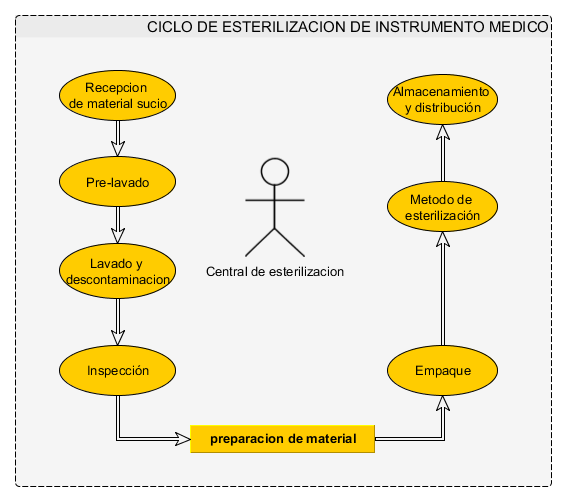 CICLO DE ESTERILIZACION DE INSTRUMENTO MEDICO
Recepcion
de material sucio
Pre-lavado
Lavado y
descontaminacion
Inspección
preparacion de material
Empaque
Metodo de
esterilización
Almacenamiento
y distribución
Central de esterilizacion